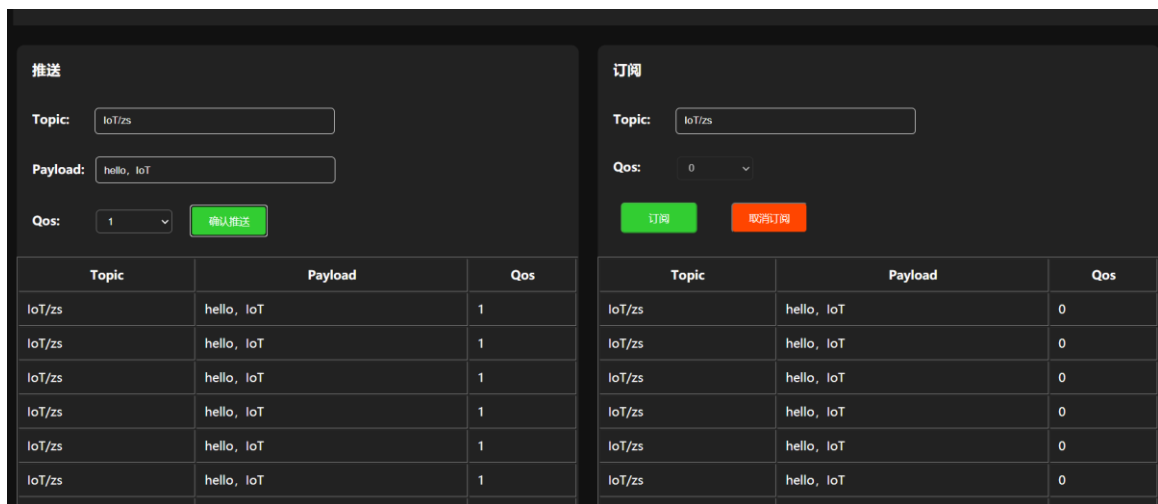 推送
Topic: IoT/zs
Payload: hello，IoT
Qos: 1 确认推送
Topic Payload Qos
IoT/zs hello，IoT 1
IoT/zs hello，IoT 1
IoT/zs hello，IoT 1
IoT/zs hello，IoT 1
IoT/zs hello，IoT 1
IoT/zs hello，IoT 1
订阅
Topic: IoT/zs
Qos: 0
订阅 取消订阅
Topic Payload Qos
IoT/zs hello，IoT 0
IoT/zs hello，IoT 0
IoT/zs hello，IoT 0
IoT/zs hello，IoT 0
IoT/zs hello，IoT 0
IoT/zs hello，IoT 0